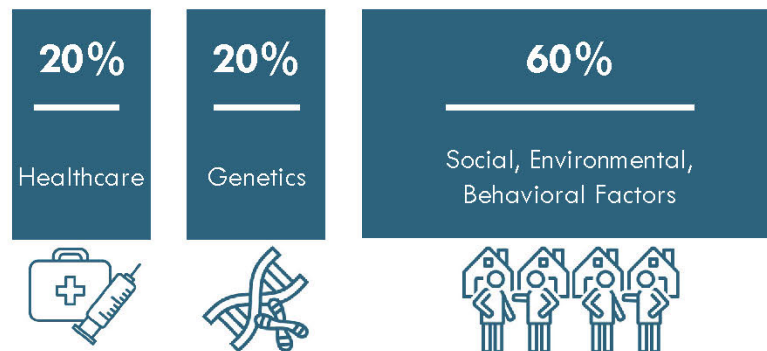 20%
Healthcare
20%
Genetics
60%
Social, Environmental,
Behavioral Factors